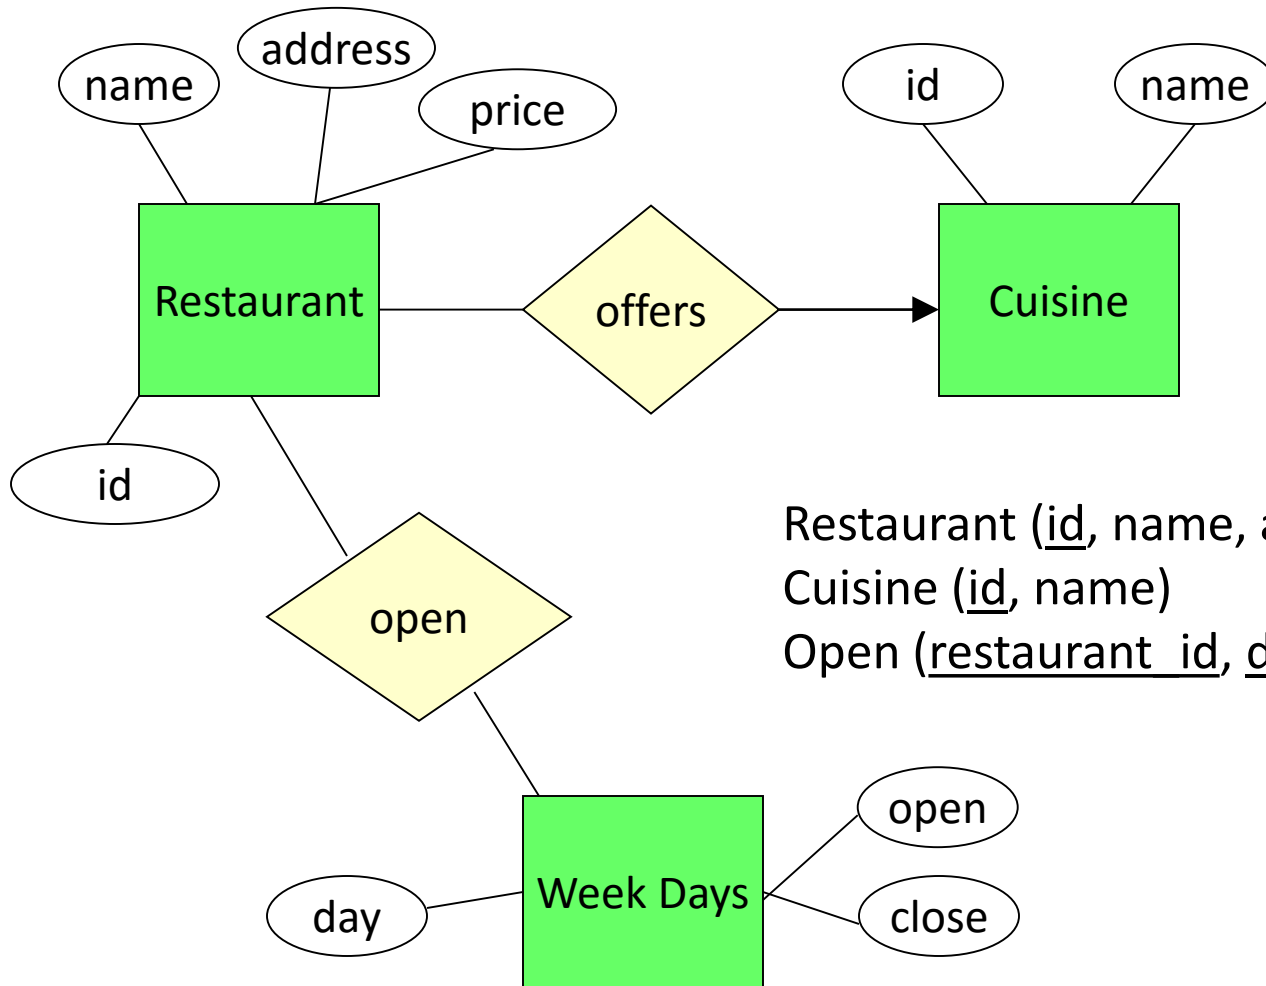 address
name
price
id
name
Restaurant
offers
Cuisine
id
Restaurant (id, name,
Cuisine (id, name)
open
Open (restaurant_id,
open
day
Week Days
close